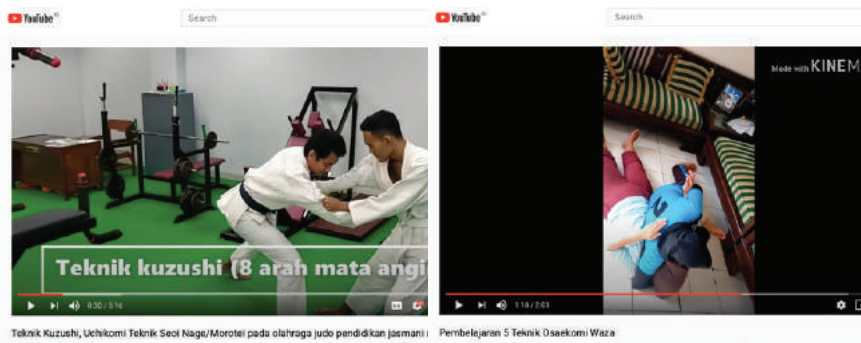 YouTube
Search
Teknik kuzushi (8 arah mata angi
0:30 / 5:16
Teknik Kuzushi, Uchikomi Teknik Seoi Nage/Morotei pada olahraga judo pendidikan jasmani
YouTube
Search
Made with KINEM
1:18 / 2:03
Pembelajaran 5 Teknik Osaekomi Waza